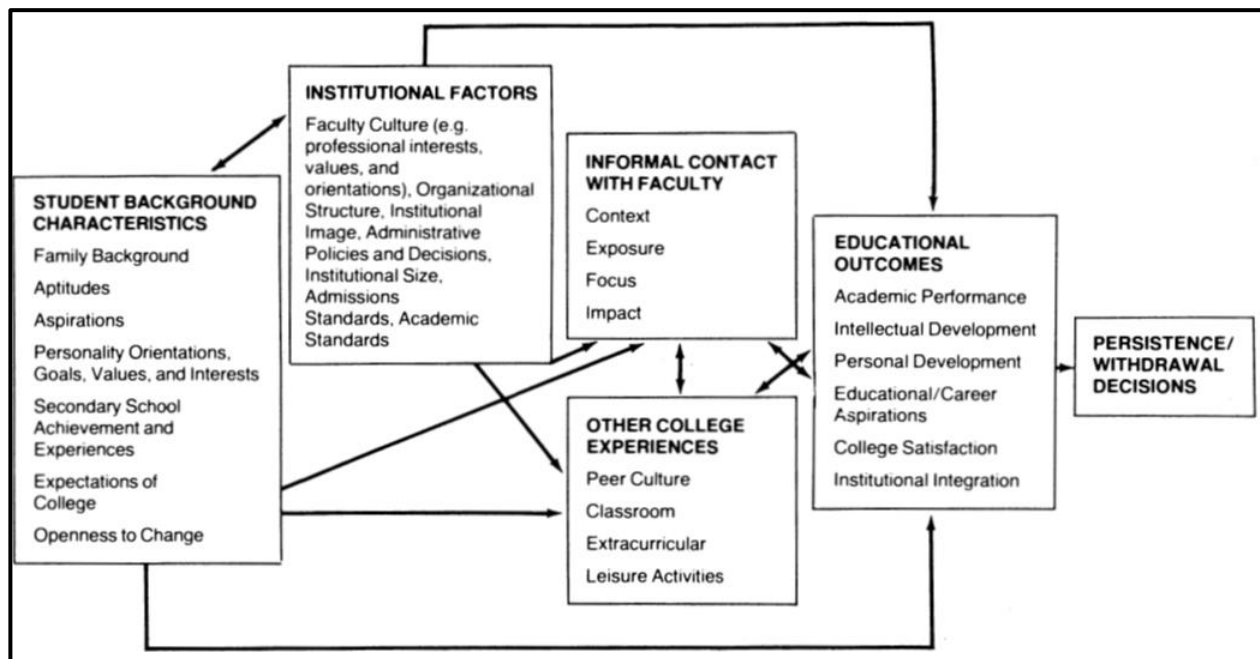 INSTITUTIONAL FACTORS
Faculty Culture (e.g.
professional interests,
values, and
orientations), Organizational
Structure, Institutional
Image, Administrative
Policies and Decisions,
Institutional Size,
Admissions
Standards, Academic
Standards
STUDENT BACKGROUND
CHARACTERISTICS
Family Background
Aptitudes
Aspirations
Personality Orientations,
Goals, Values, and Interests
Secondary School
Achievement and
Experiences
Expectations of
College
Openness to Change
INFORMAL CONTACT
WITH FACULTY
Context
Exposure
Focus
Impact
OTHER COLLEGE
EXPERIENCES
Peer Culture
Classroom
Extracurricular
Leisure Activities
EDUCATIONAL
OUTCOMES
Academic Performance
Intellectual Development
Personal Development
Educational/Career
Aspirations
College Satisfaction
Institutional Integration
PERSISTENCE/
WITHDRAWAL
DECISIONS